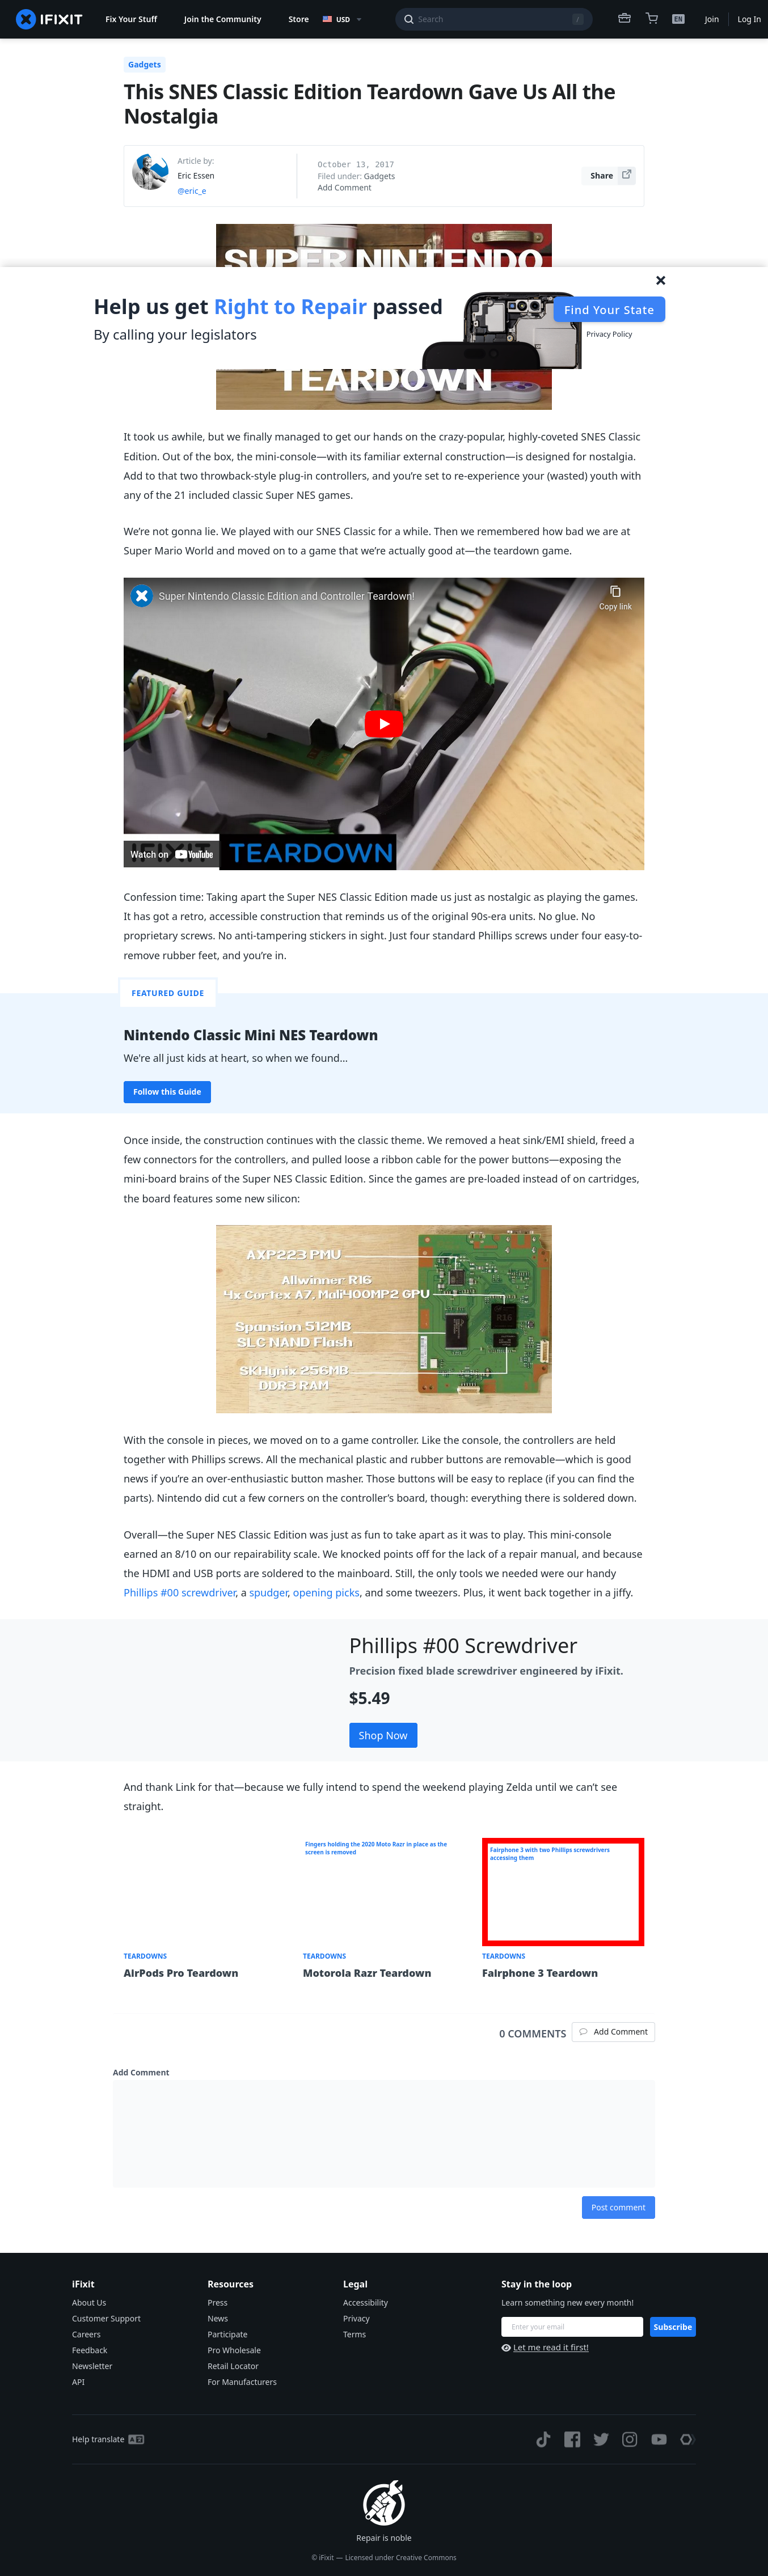 IFIXIT Fix Your Stuff Join the Community Store USD Search / EN Join Log In
Gadgets
This SNES Classic Edition Teardown Gave Us All the
Nostalgia
Article by:
Eric Essen
@eric_e
October 13, 2017
Filed under: Gadgets
Add Comment
Share
SUPER NINTENDO
Help us get Right to Repair passed
By calling your legislators
Find Your State
Privacy Policy
TEARDOWN
It took us awhile, but we finally managed to get our hands on the crazy-popular, highly-coveted SNES Classic
Edition. Out of the box, the mini-console—with its familiar external construction—is designed for nostalgia.
Add to that two throwback-style plug-in controllers, and you’re set to re-experience your (wasted) youth with
any of the 21 included classic Super NES games.
We’re not gonna lie. We played with our SNES Classic for a while. Then we remembered how bad we are at
Super Mario World and moved on to a game that we’re actually good at—the teardown game.
Super Nintendo Classic Edition and Controller Teardown!
Copy link
Watch on YouTube
TEARDOWN
Confession time: Taking apart the Super NES Classic Edition made us just as nostalgic as playing the games.
It has got a retro, accessible construction that reminds us of the original 90s-era units. No glue. No
proprietary screws. No anti-tampering stickers in sight. Just four standard Phillips screws under four easy-to-
remove rubber feet, and you’re in.
FEATURED GUIDE
Nintendo Classic Mini NES Teardown
We're all just kids at heart, so when we found...
Follow this Guide
Once inside, the construction continues with the classic theme. We removed a heat sink/EMI shield, freed a
few connectors for the controllers, and pulled loose a ribbon cable for the power buttons—exposing the
mini-board brains of the Super NES Classic Edition. Since the games are pre-loaded instead of on cartridges,
the board features some new silicon:
AXP223 PMU
Allwinner R16
4x Cortex A7, Mali400MP2 GPU
Spansion 512MB
SLC NAND Flash
SKHynix 256MB
DDR3 RAM
R16
With the console in pieces, we moved on to a game controller. Like the console, the controllers are held
together with Phillips screws. All the mechanical plastic and rubber buttons are removable—which is good
news if you’re an over-enthusiastic button masher. Those buttons will be easy to replace (if you can find the
parts). Nintendo did cut a few corners on the controller’s board, though: everything there is soldered down.
Overall—the Super NES Classic Edition was just as fun to take apart as it was to play. This mini-console
earned an 8/10 on our repairability scale. We knocked points off for the lack of a repair manual, and because
the HDMI and USB ports are soldered to the mainboard. Still, the only tools we needed were our handy
Phillips #00 screwdriver, a spudger, opening picks, and some tweezers. Plus, it went back together in a jiffy.
Phillips #00 Screwdriver
Precision fixed blade screwdriver engineered by iFixit.
$5.49
Shop Now
And thank Link for that—because we fully intend to spend the weekend playing Zelda until we can’t see
straight.
Fingers holding the 2020 Moto Razr in place as the
screen is removed
Fairphone 3 with two Phillips screwdrivers
accessing them
TEARDOWNS
AirPods Pro Teardown
TEARDOWNS
Motorola Razr Teardown
TEARDOWNS
Fairphone 3 Teardown
0 COMMENTS Add Comment
Add Comment
Post comment
iFixit
About Us
Customer Support
Careers
Feedback
Newsletter
API
Resources
Press
News
Participate
Pro Wholesale
Retail Locator
For Manufacturers
Legal
Accessibility
Privacy
Terms
Stay in the loop
Learn something new every month!
Enter your email Subscribe
Let me read it first!
Help translate
Repair is noble
© iFixit — Licensed under Creative Commons